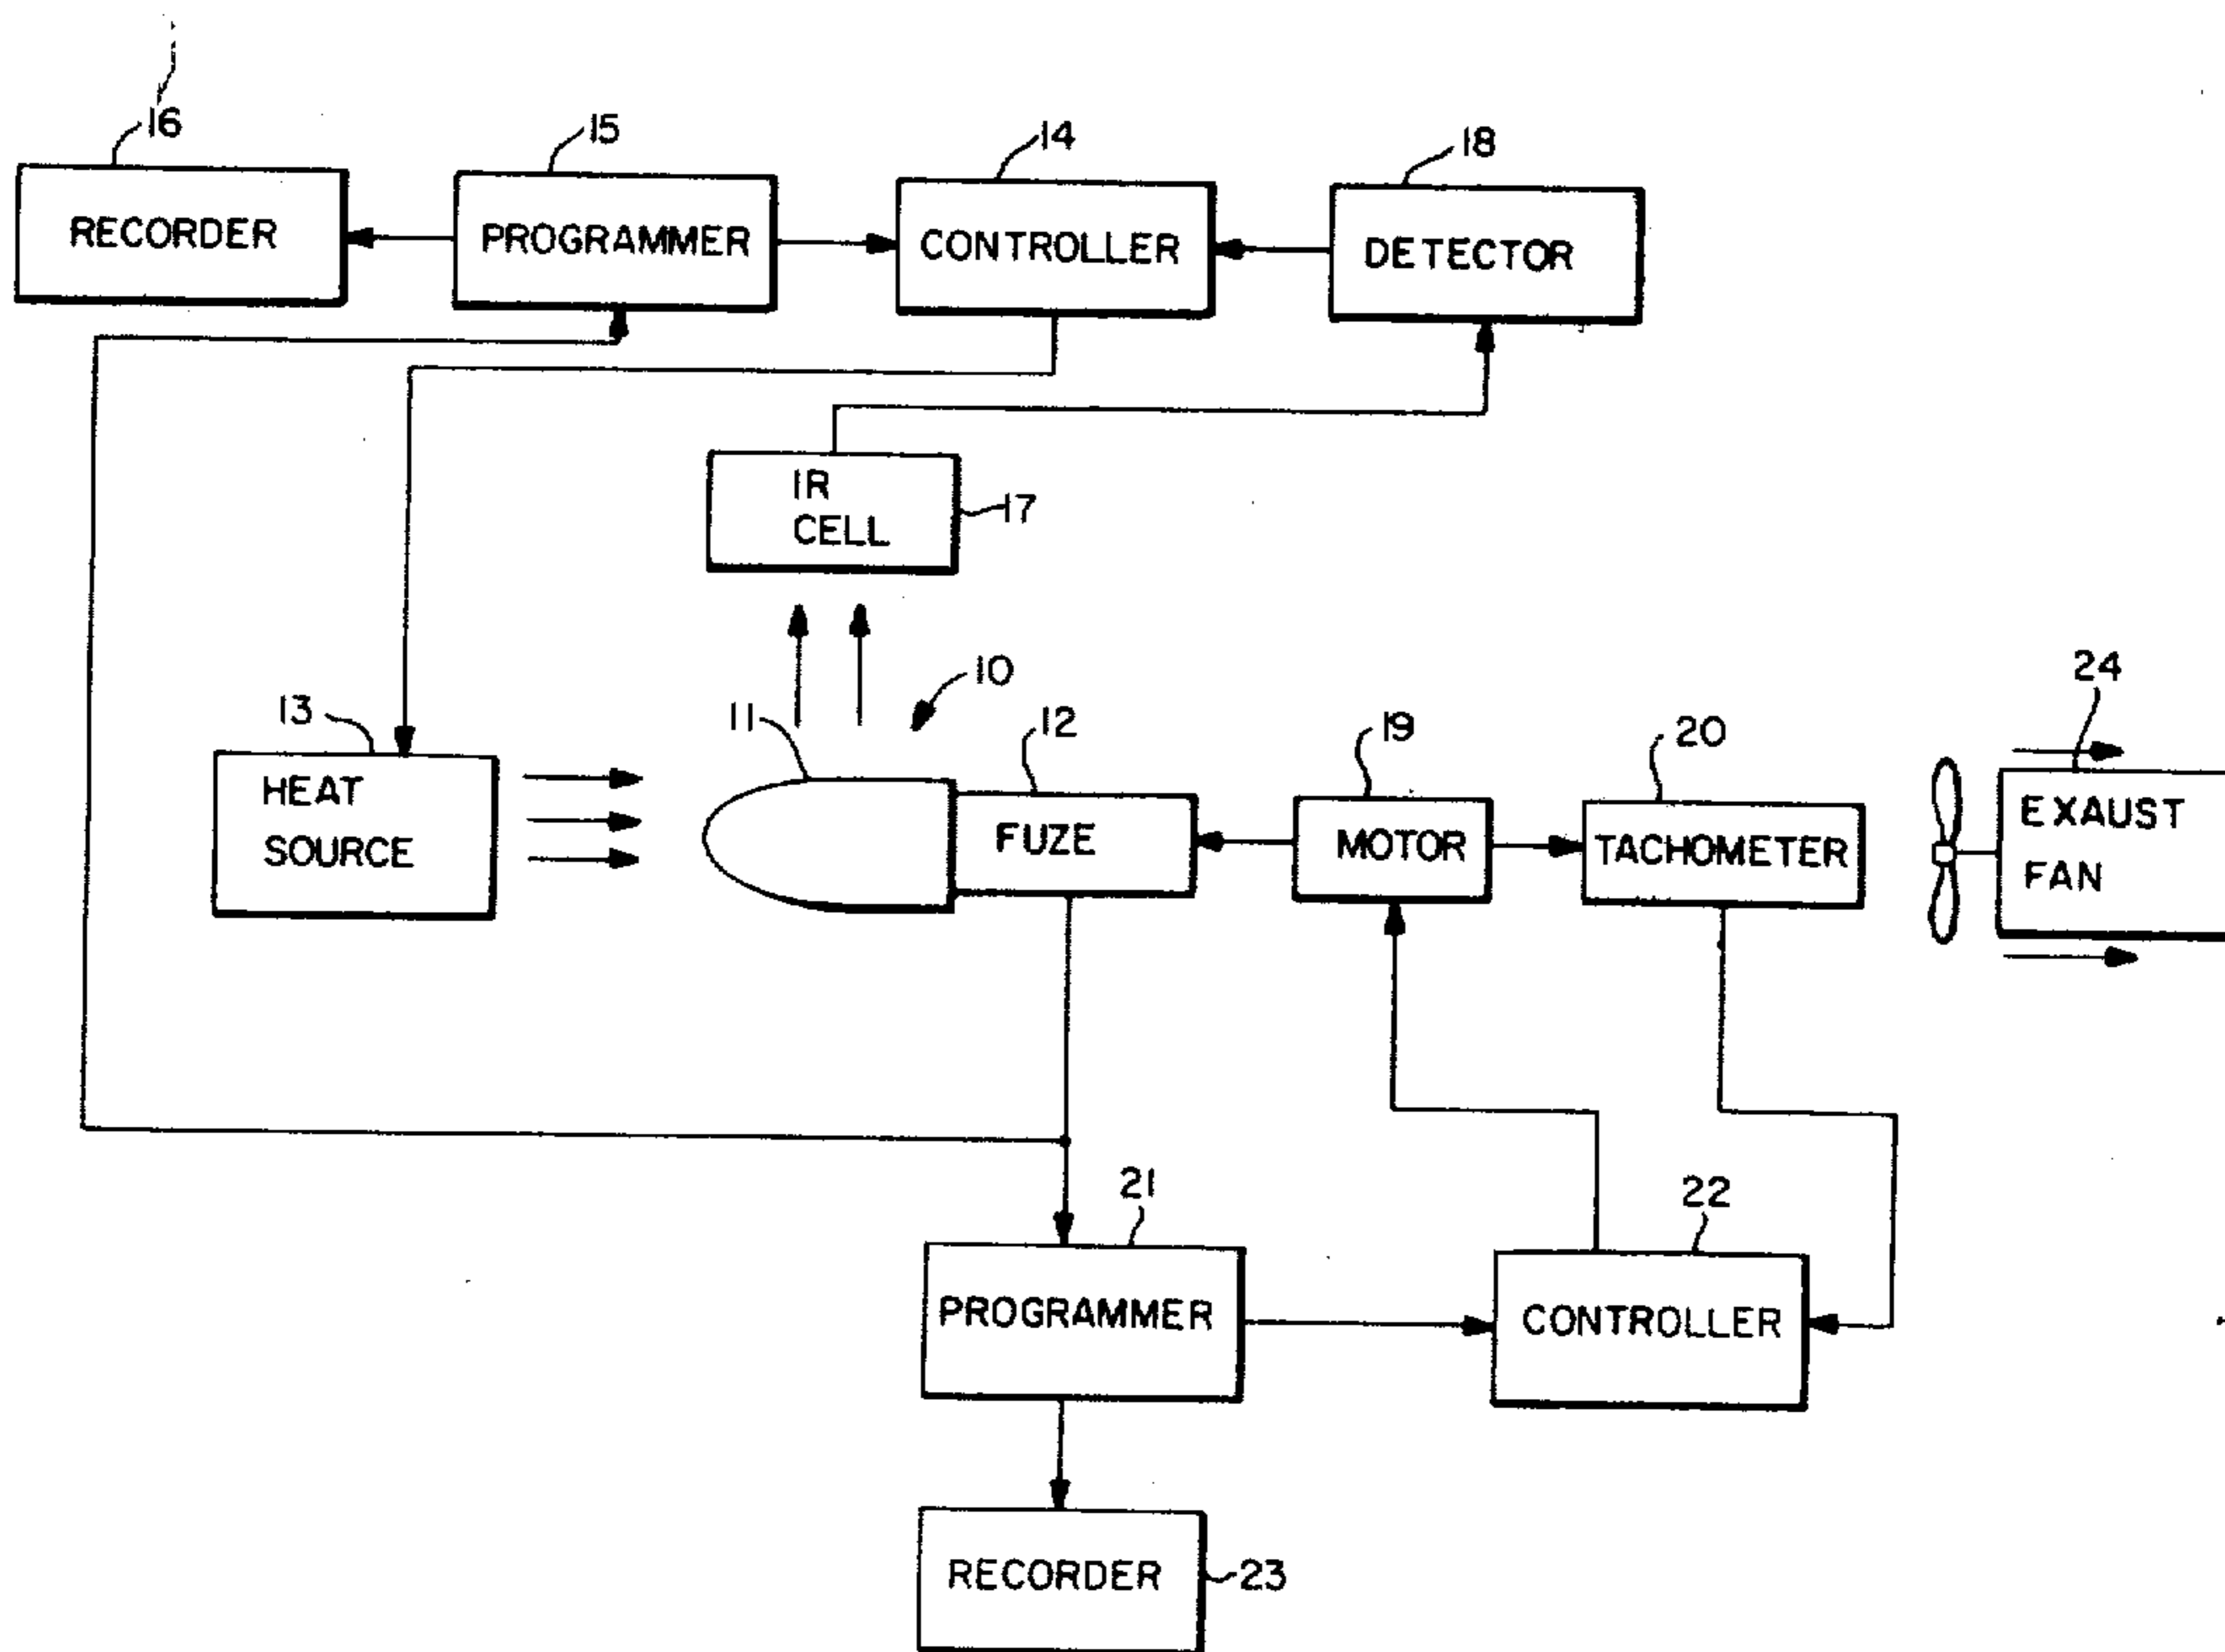 16
15
14
18
RECORDER
PROGRAMMER
CONTROLLER
DETECTOR
IR
CELL
17
10
24
13
11
12
19
20
HEAT
SOURCE
FUZE
MOTOR
TACHOMETER
EXAUST
FAN
21
22
PROGRAMMER
CONTROLLER
RECORDER
23